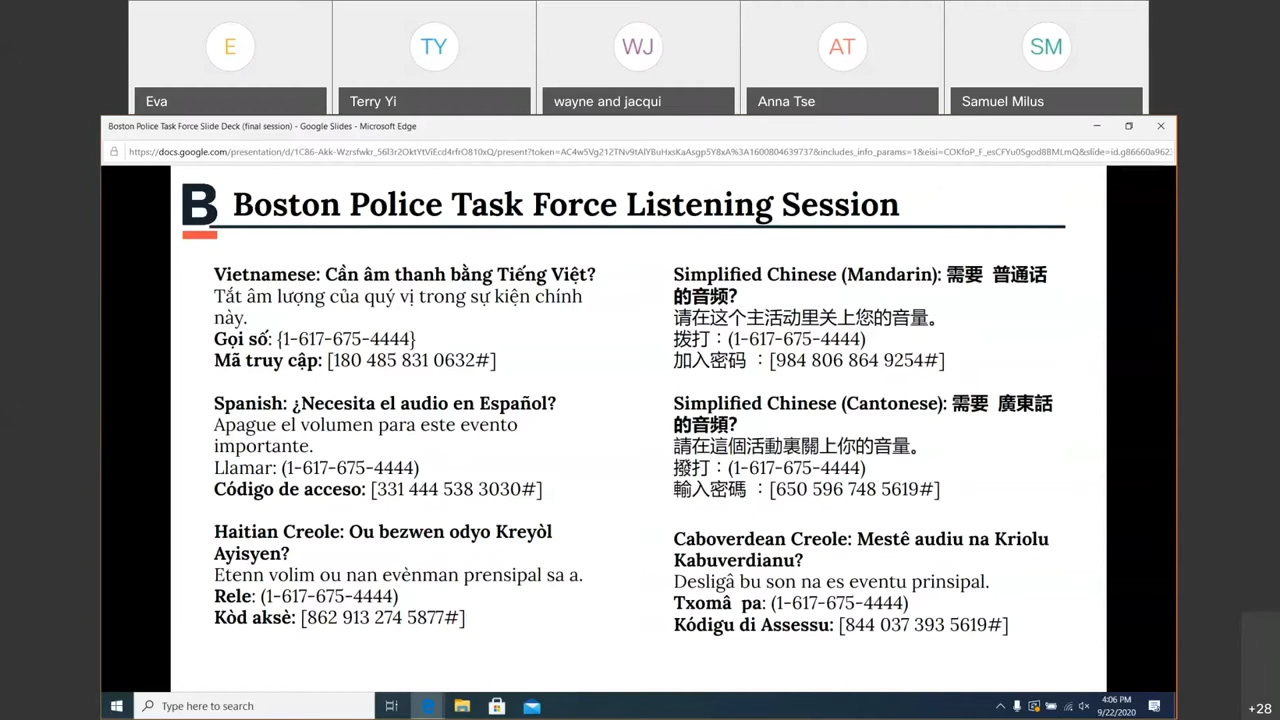 E
TY
WJ
AT
SM
Eva
Terry Yi
wayne and jacqui
Anna Tse
Samuel Milus
Boston Police Task Force Slide Deck (final session) - Google Slides - Microsoft Edge
B Boston Police Task Force Listening Session
Vietnamese: Cần âm thanh bằng Tiếng Việt?
Tắt âm lượng của quý vị trong sự kiện chính
này.
Gọi số: {1-617-675-4444}
Mã truy cập: [180 485 831 0632#]
Spanish: ¿Necesita el audio en Español?
Apague el volumen para este evento
importante.
Llamar: (1-617-675-4444)
Código de acceso: [331 444 538 3030#]
Haitian Creole: Ou bezwen odyo Kreyòl
Ayisyen?
Etenn volim ou nan evènman prensipal sa a.
Rele: (1-617-675-4444)
Kòd aksè: [862 913 274 5877#]
Simplified Chinese (Mandarin): 需要 普通话
的音频?
请在这个主活动里关上您的音量。
拨打：(1-617-675-4444)
加入密码 ：[984 806 864 9254#]
Simplified Chinese (Cantonese): 需要 廣東話
的音頻?
請在這個活動裏關上你的音量。
撥打：(1-617-675-4444)
輸入密碼 ：[650 596 748 5619#]
Caboverdean Creole: Mestê audiu na Kriolu
Kabuverdianu?
Desligâ bu son na es eventu prinsipal.
Txomâ pa: (1-617-675-4444)
Kódigu di Assessu: [844 037 393 5619#]
Type here to search
4:06 PM
9/22/2020
+28